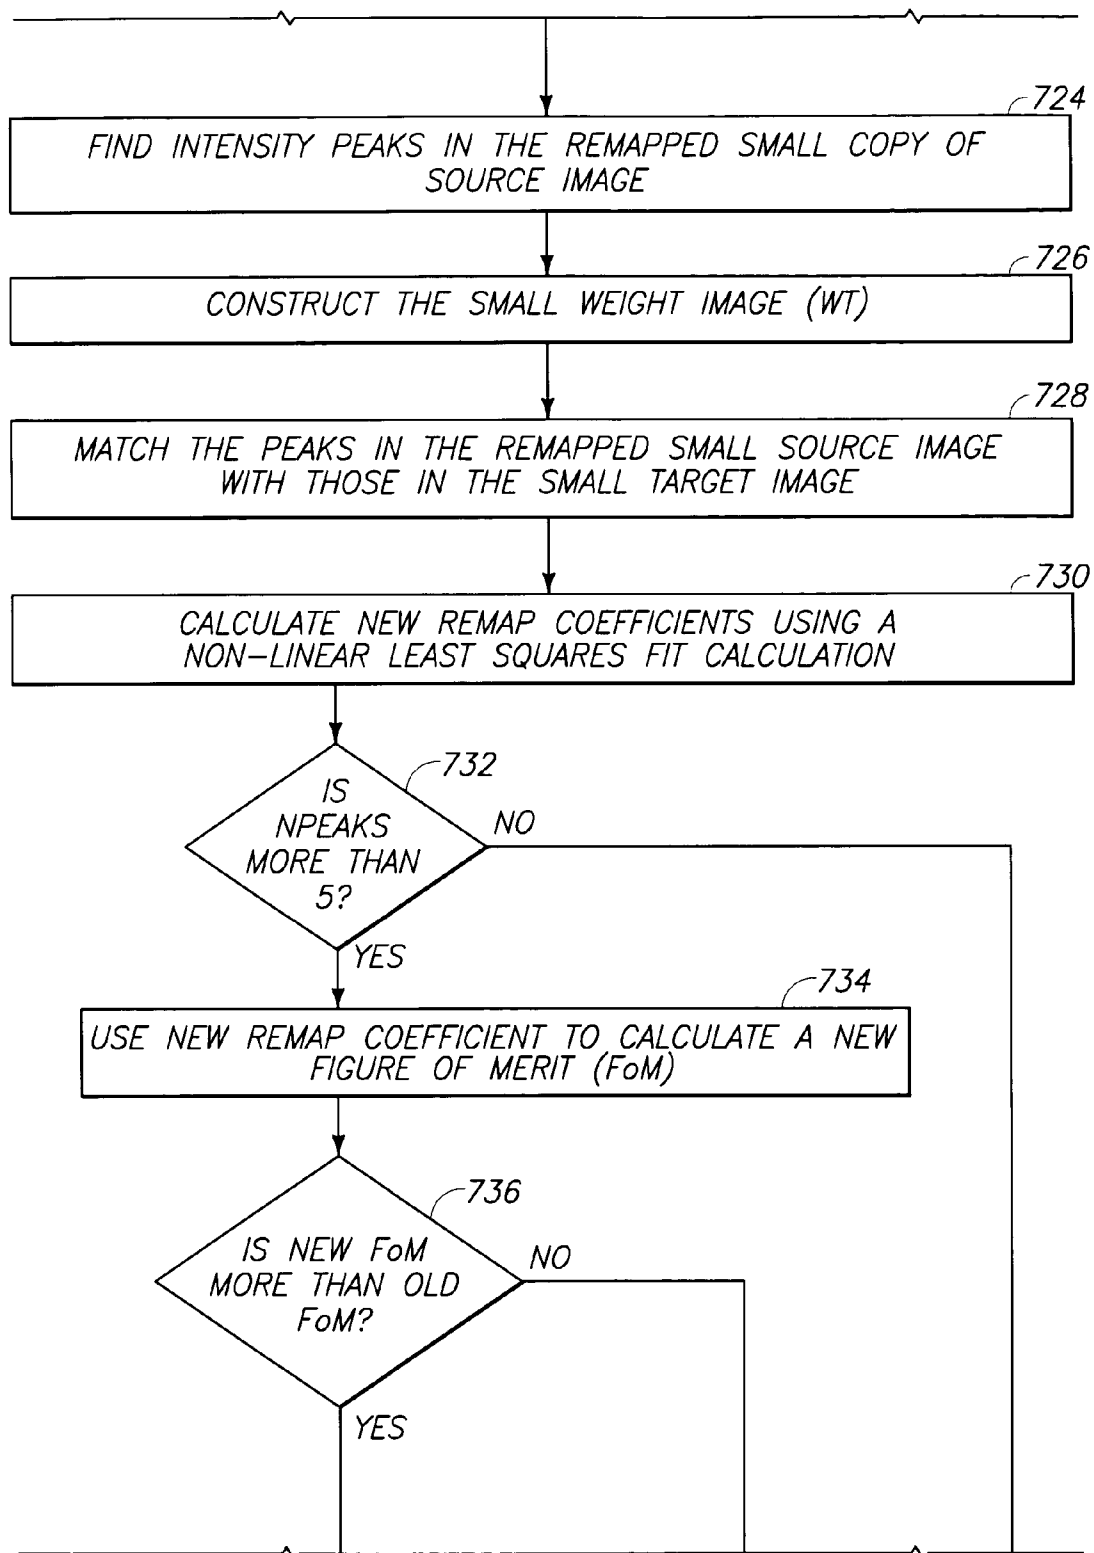 724
FIND INTENSITY PEAKS IN THE REMAPPED SMALL COPY OF
SOURCE IMAGE
726
CONSTRUCT THE SMALL WEIGHT IMAGE (WT)
728
MATCH THE PEAKS IN THE REMAPPED SMALL SOURCE IMAGE
WITH THOSE IN THE SMALL TARGET IMAGE
730
CALCULATE NEW REMAP COEFFICIENTS USING A
NON-LINEAR LEAST SQUARES FIT CALCULATION
732
IS
NPEAKS
MORE THAN
5?
NO
YES
734
USE NEW REMAP COEFFICIENT TO CALCULATE A NEW
FIGURE OF MERIT (FoM)
736
IS NEW FoM
MORE THAN OLD
FoM?
NO
YES